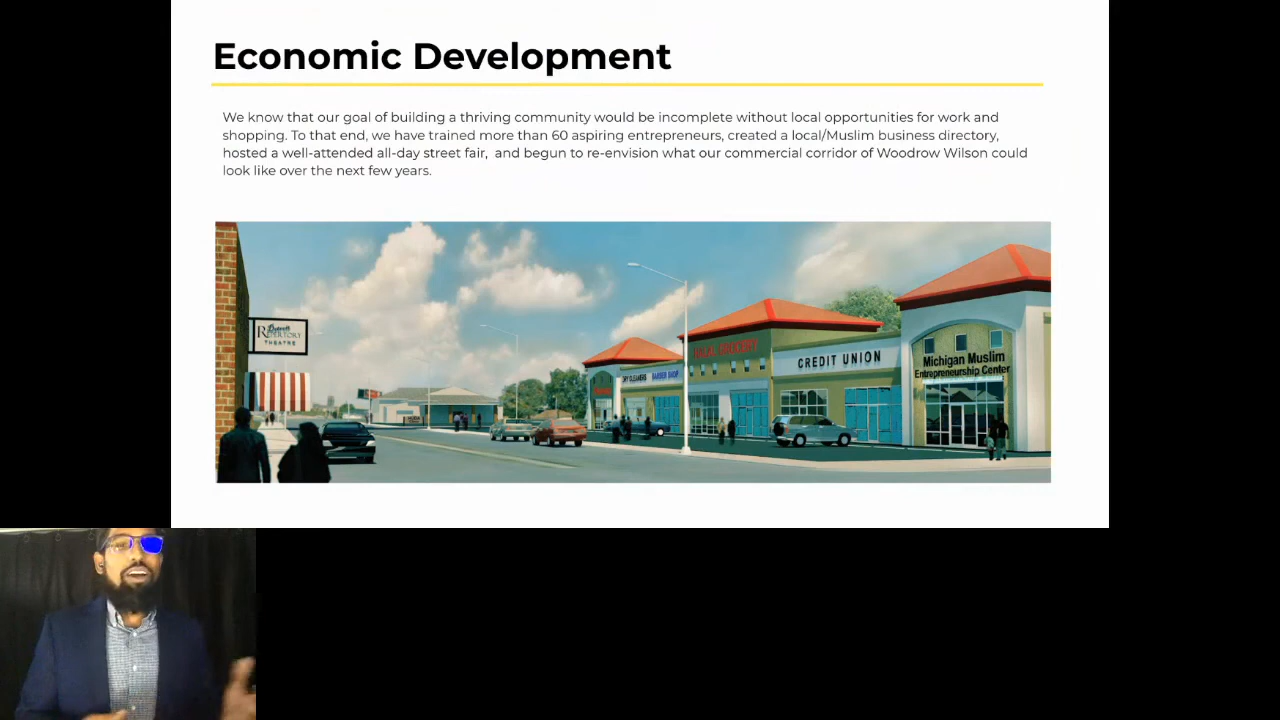 Economic Development
We know that our goal of building a thriving community would be incomplete without local opportunities for work and
shopping. To that end, we have trained more than 60 aspiring entrepreneurs, created a local/Muslim business directory,
hosted a well-attended all-day street fair,  and begun to re-envision what our commercial corridor of Woodrow Wilson could
look like over the next few years.
REPERTORY
THEATRE
DRY CLEANERS
BARBER SHOP
HALAL GROCERY
CREDIT UNION
Michigan Muslim
Entrepreneurship Center